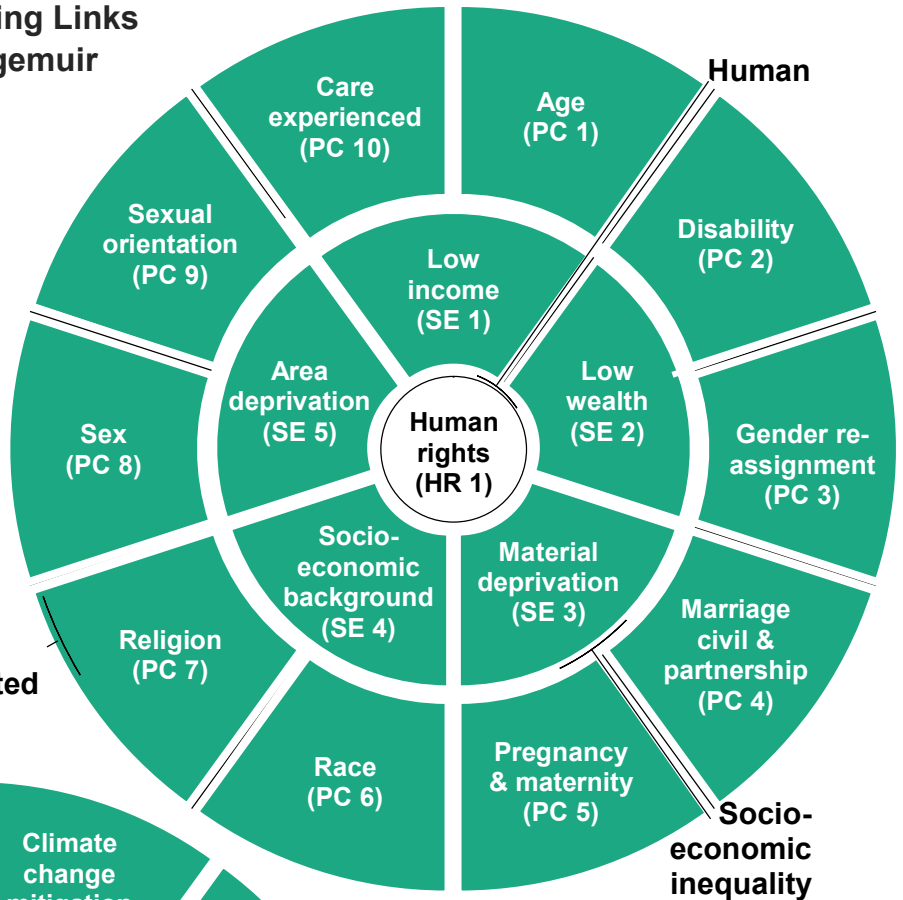 ing Links
gemuir
Human
Care
experienced
(PC 10)
Age
(PC 1)
Sexual
orientation
(PC 9)
Disability
(PC 2)
Low
income
(SE 1)
Area
deprivation
(SE 5)
Low
wealth
(SE 2)
Human
rights
(HR 1)
Sex
(PC 8)
Gender re-
assignment
(PC 3)
Socio-
economic
background
(SE 4)
Material
deprivation
(SE 3)
Religion
(PC 7)
Marriage
civil &
partnership
(PC 4)
ted
Race
(PC 6)
Pregnancy
& maternity
(PC 5)
Socio-
economic
inequality
Climate
change
mitigation